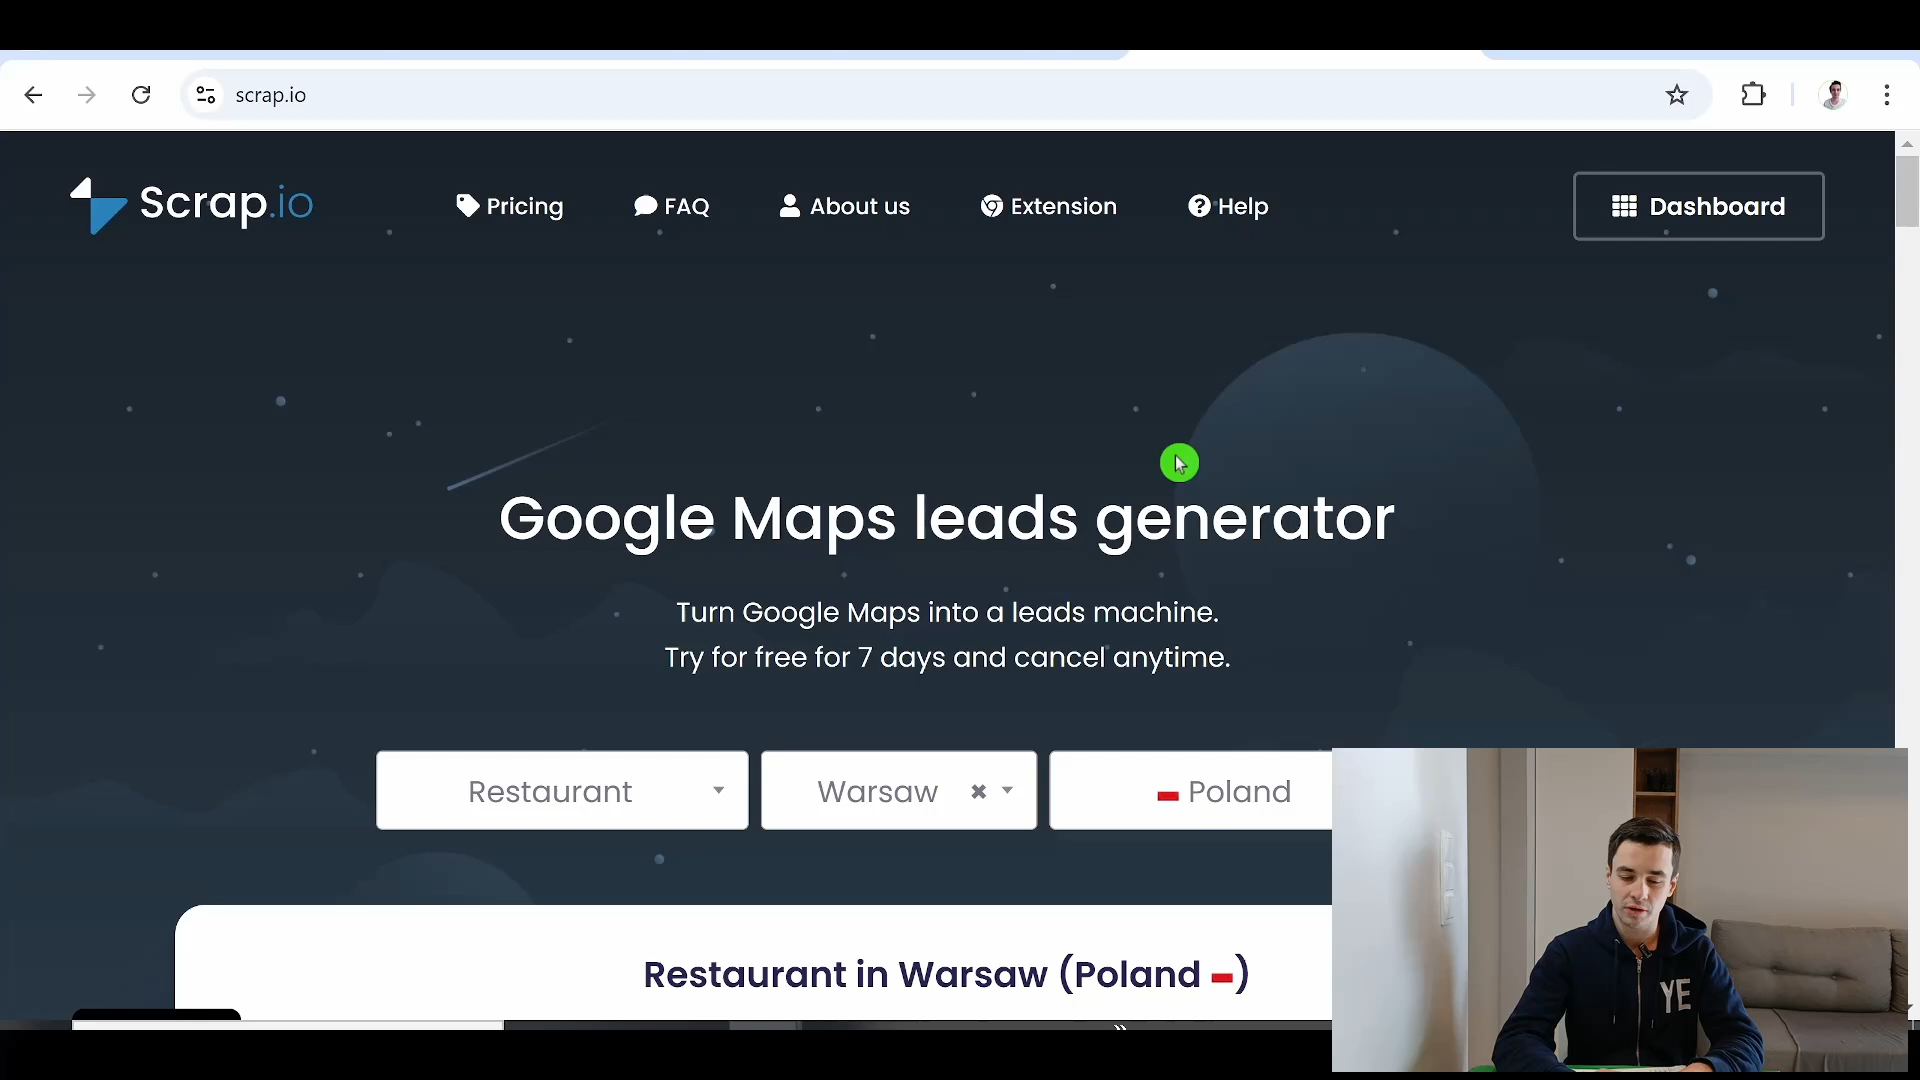 scrap.io
Scrap.io
Pricing
FAQ
About us
Extension
Help
Dashboard
Google Maps leads generator
Turn Google Maps into a leads machine.
Try for free for 7 days and cancel anytime.
Restaurant
Warsaw
Poland
Restaurant in Warsaw (Poland )
YE